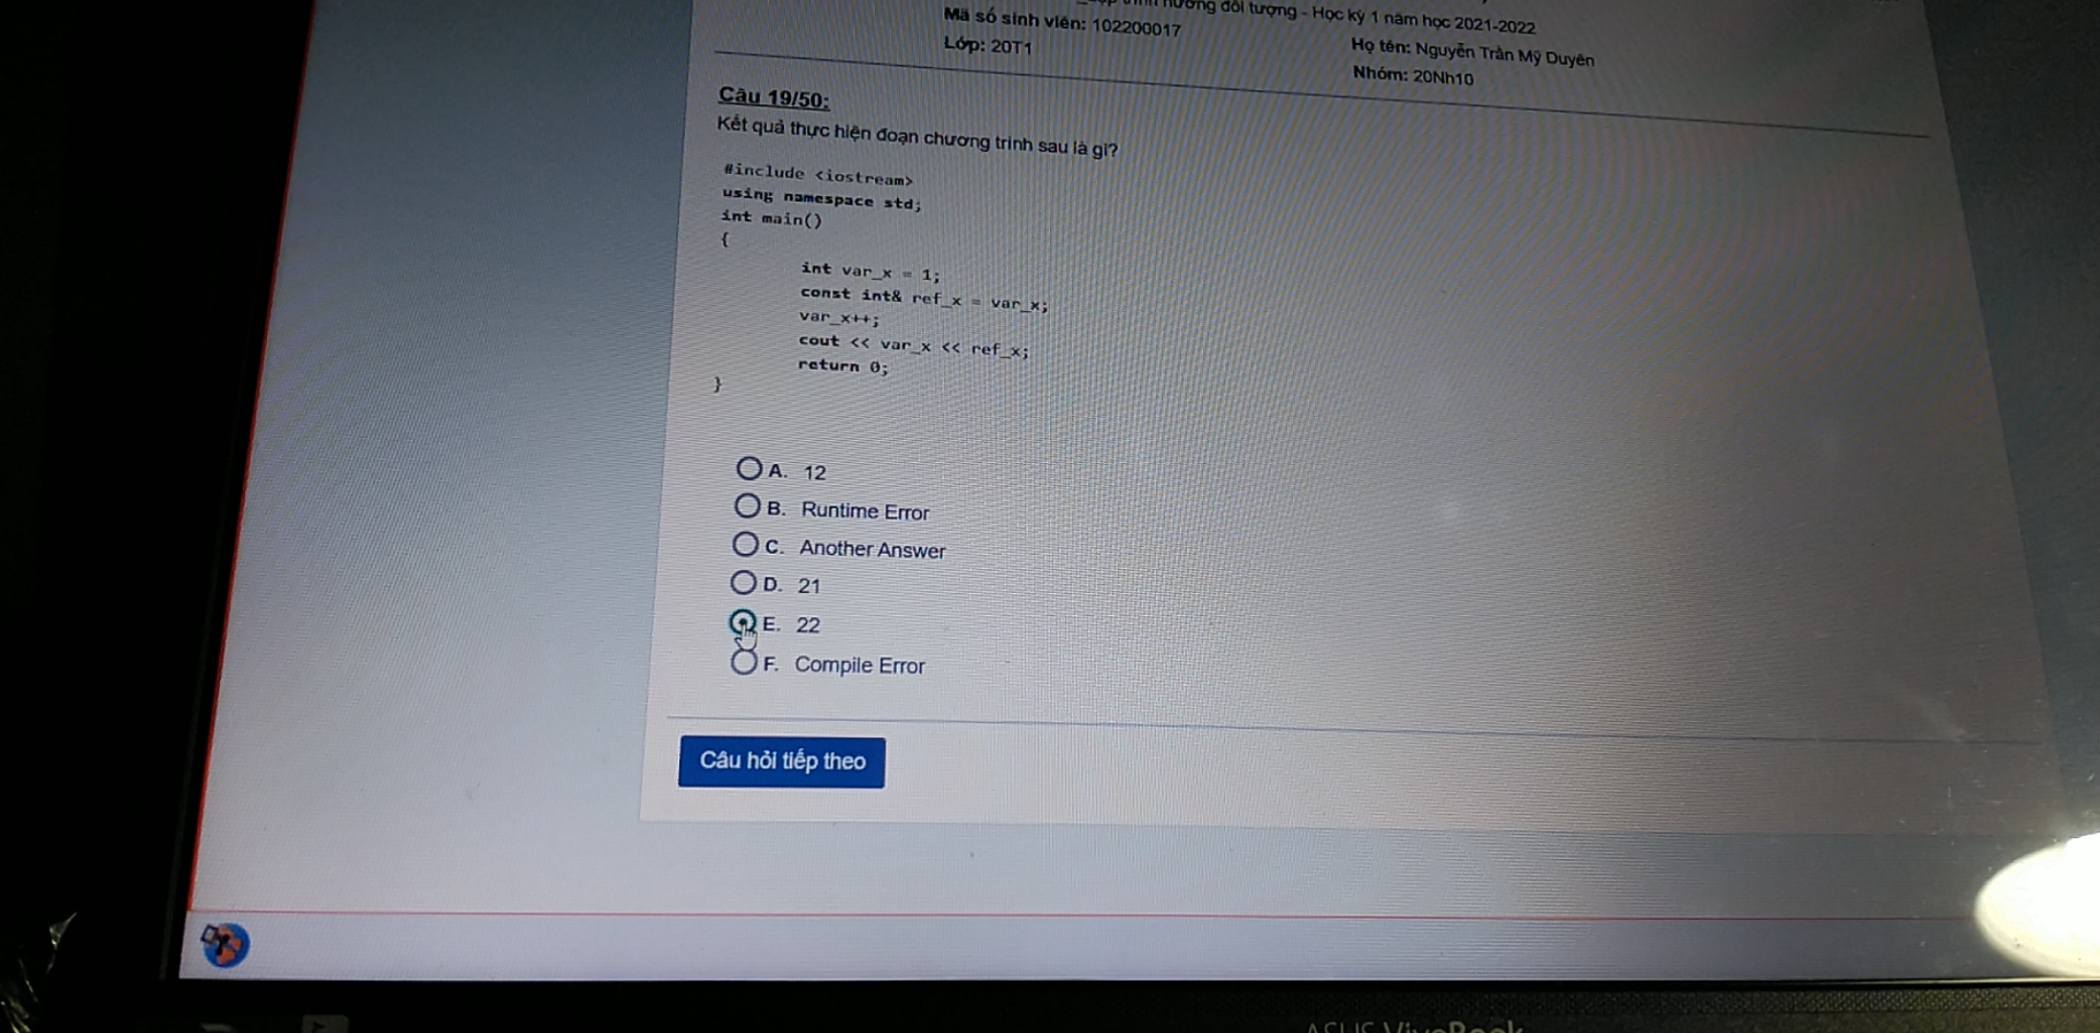 hướng đối tượng - Học kỳ 1 năm học 2021-2022
Mã số sinh viên: 102200017
Họ tên: Nguyễn Trần Mỹ Duyên
Lớp: 20T1
Nhóm: 20Nh10
Câu 19/50:
Kết quả thực hiện đoạn chương trình sau là gì?
#include <iostream>
using namespace std;
int main()
{
int var_x = 1;
const int& ref_x = var_x;
var_x++;
cout << var_x << ref_x;
return 0;
}
A. 12
B. Runtime Error
C. Another Answer
D. 21
E. 22
F. Compile Error
Câu hỏi tiếp theo